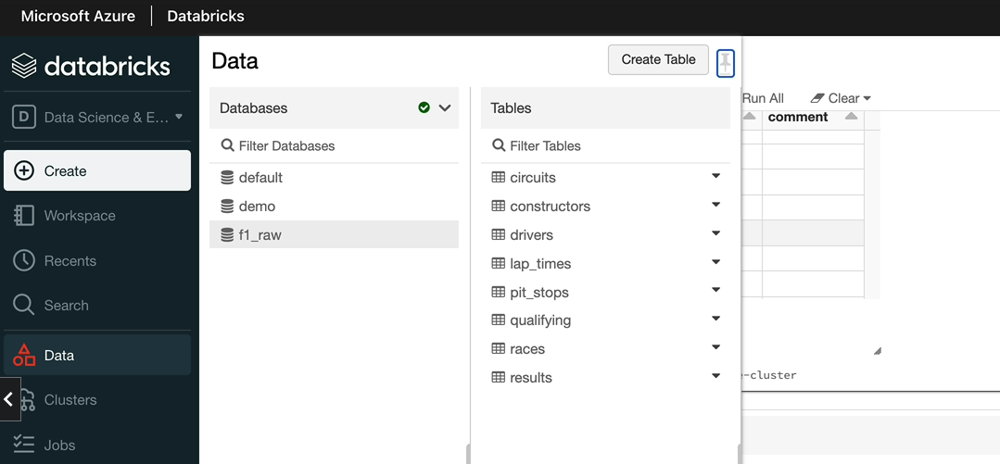 Microsoft Azure Databricks
databricks
D Data Science & E...
Create
Workspace
Recents
Search
Data
Clusters
Jobs
Data
Create Table
Databases
Filter Databases
default
demo
f1_raw
Tables
Filter Tables
circuits
constructors
drivers
lap_times
pit_stops
qualifying
races
results
Run All Clear
comment
-cluster